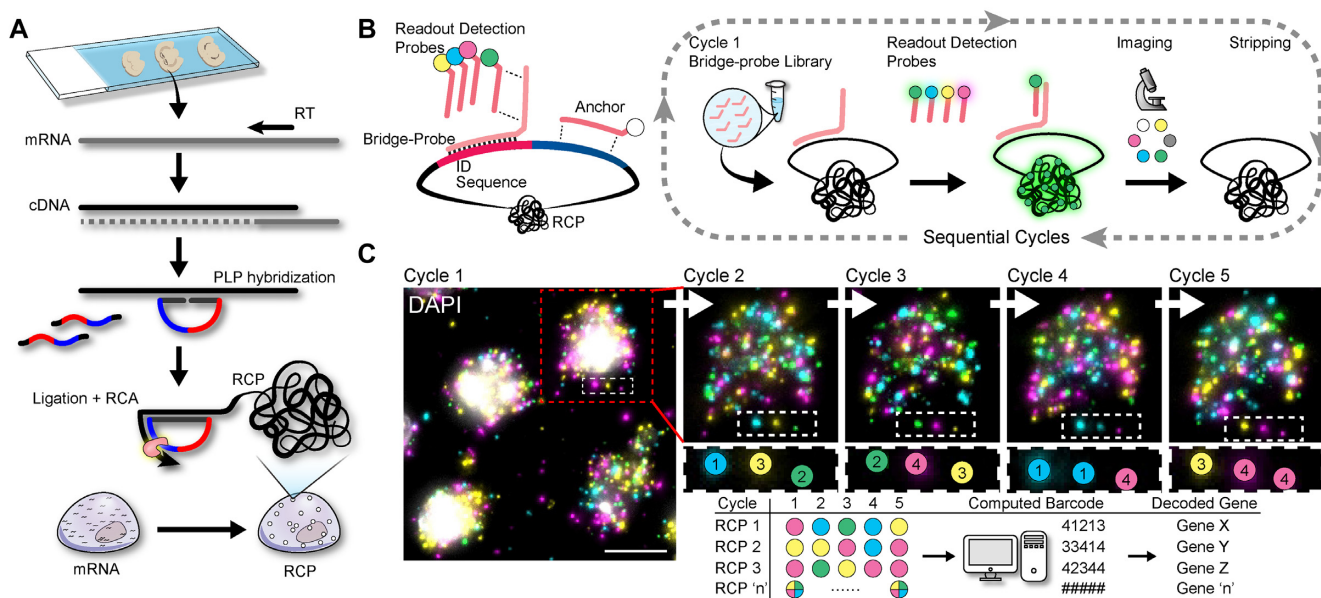 A
RT
mRNA
cDNA
PLP hybridization
Ligation + RCA
RCP
mRNA
RCP
B
Readout Detection
Probes
Anchor
Bridge-Probe
ID
Sequence
RCP
Cycle 1
Bridge-probe Library
Readout Detection
Probes
Imaging
Stripping
Sequential Cycles
C
Cycle 1
Cycle 2
Cycle 3
Cycle 4
Cycle 5
DAPI
1 3 2
2 4 3
1 1 4
3 4 4
Cycle 1 2 3 4 5 Computed Barcode Decoded Gene
RCP 1 41213 Gene X
RCP 2 33414 Gene Y
RCP 3 42344 Gene Z
RCP 'n' ...... ##### Gene 'n'